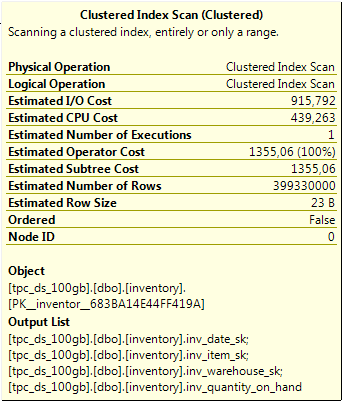 Clustered Index Scan (Clustered)
Scanning a clustered index, entirely or only a range.
Physical Operation Clustered Index Scan
Logical Operation Clustered Index Scan
Estimated I/O Cost 915,792
Estimated CPU Cost 439,263
Estimated Number of Executions 1
Estimated Operator Cost 1355,06 (100%)
Estimated Subtree Cost 1355,06
Estimated Number of Rows 399330000
Estimated Row Size 23 B
Ordered False
Node ID 0
Object
[tpc_ds_100gb].[dbo].[inventory].
[PK__inventor__683BA14E44FF419A]
Output List
[tpc_ds_100gb].[dbo].[inventory].inv_date_sk;
[tpc_ds_100gb].[dbo].[inventory].inv_item_sk;
[tpc_ds_100gb].[dbo].[inventory].inv_warehouse_sk;
[tpc_ds_100gb].[dbo].[inventory].inv_quantity_on_hand